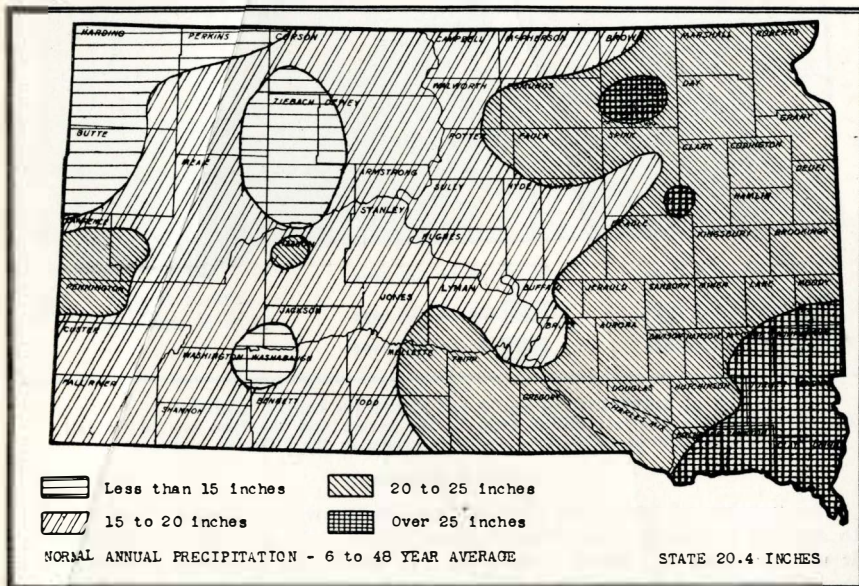 HARDING PERKINS CORSON CAMPBELL McPHERSON BROWN MARSHALL ROBERTS
ZIEBACH DEWEY WALWORTH EDMUNDS DAY
BUTTE POTTER FAULK SPINK GRANT
MEADE ARMSTRONG SULLY HYDE HAND CLARK CODINGTON DEUEL
LAWRENCE STANLEY HUGHES HAMLIN
HAAKON BEADLE KINGSBURY BROOKINGS
PENNINGTON JACKSON JONES LYMAN BUFFALO JERAULD SANBORN MINER LAKE MOODY
CUSTER WASHINGTON WASHABAUGH MELLETTE TRIPP AURORA
FALL RIVER SHANNON BENNETT TODD GREGORY DOUGLAS HUTCHINSON
CHARLES MIX
Less than 15 inches 20 to 25 inches
15 to 20 inches Over 25 inches
NORMAL ANNUAL PRECIPITATION - 6 to 48 YEAR AVERAGE STATE 20.4 INCHES